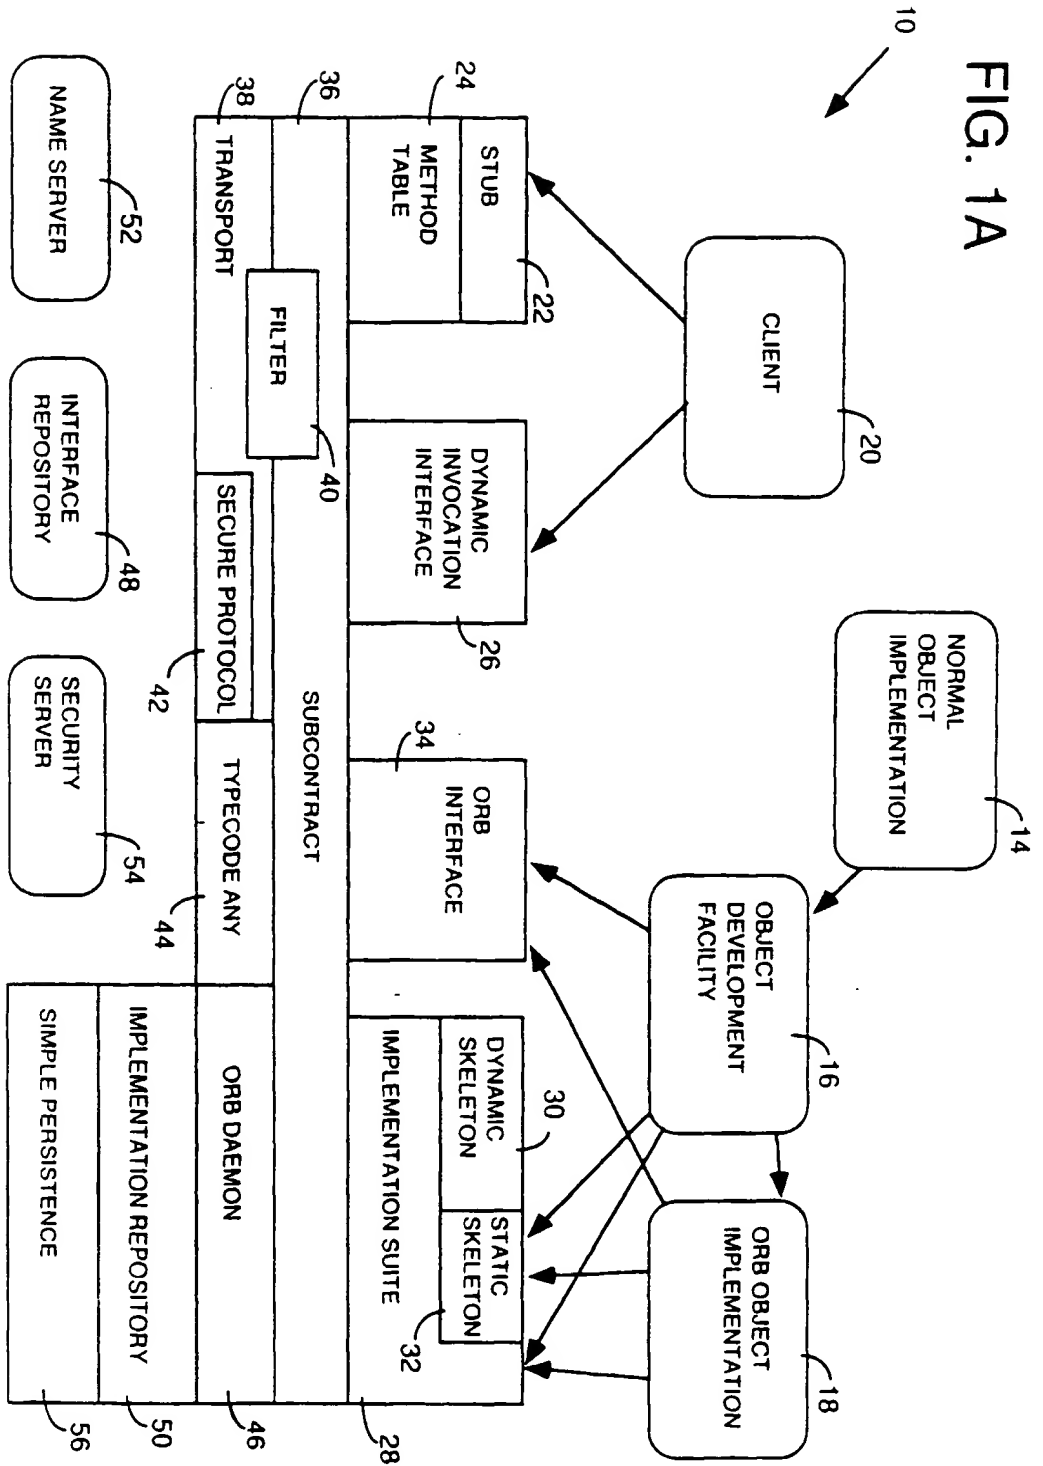 FIG. 1A
10
CLIENT
20
NORMAL
OBJECT
IMPLEMENTATION
14
OBJECT
DEVELOPMENT
FACILITY
16
ORB OBJECT
IMPLEMENTATION
18
STUB
22
24
METHOD
TABLE
DYNAMIC
INVOCATION
INTERFACE
26
34
ORB
INTERFACE
30
DYNAMIC
SKELETON
STATIC
SKELETON
32
IMPLEMENTATION SUITE
28
36
SUBCONTRACT
38
TRANSPORT
FILTER
40
SECURE PROTOCOL
42
TYPECODE ANY
44
ORB DAEMON
46
IMPLEMENTATION REPOSITORY
50
SIMPLE PERSISTENCE
56
NAME SERVER
52
INTERFACE
REPOSITORY
48
SECURITY
SERVER
54